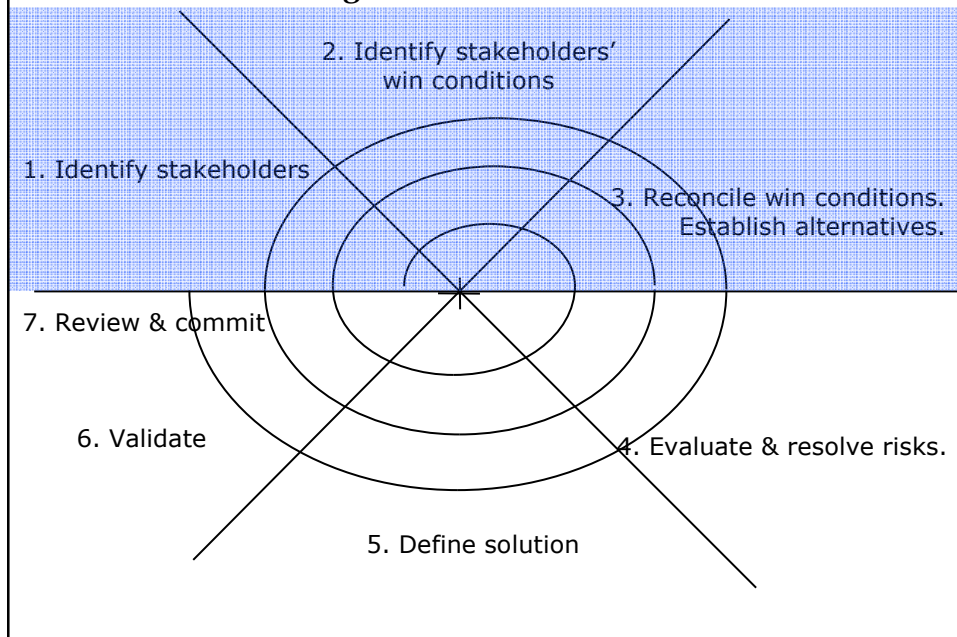 2. Identify stakeholders’
win conditions
1. Identify stakeholders
3. Reconcile win conditions.
Establish alternatives.
7. Review & commit
6. Validate
4. Evaluate & resolve risks.
5. Define solution